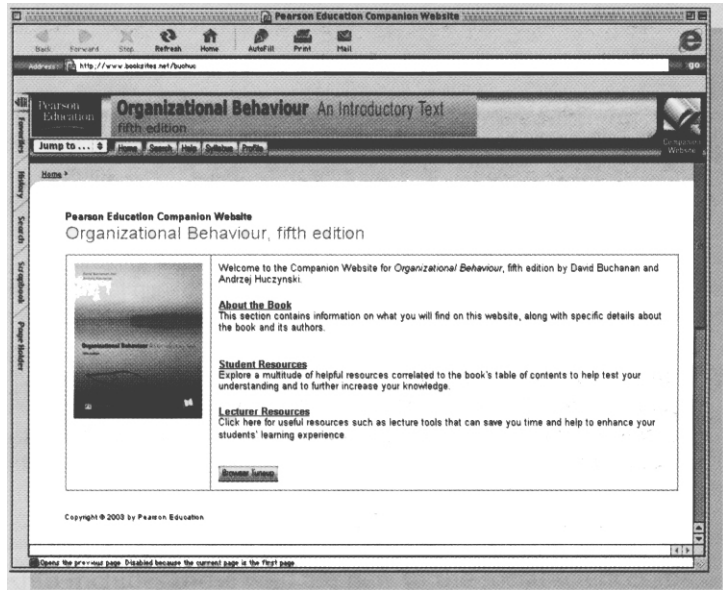 Pearson Education Companion Website
Back Forward Stop Refresh Home AutoFill Print Mail
Address: http://www.booksites.net/buchuc go
Pearson Education
Organizational Behaviour An Introductory Text
fifth edition
Companion Website
Jump to ... Home Search Help Syllabus Profile
Favorites
History
Search
Scrapbook
Page Holder
Home >
Pearson Education Companion Website
Organizational Behaviour, fifth edition
Welcome to the Companion Website for Organizational Behaviour, fifth edition by David Buchanan and
Andrzej Huczynski.
About the Book
This section contains information on what you will find on this website, along with specific details about
the book and its authors.
Student Resources
Explore a multitude of helpful resources correlated to the book's table of contents to help test your
understanding and to further increase your knowledge.
Lecturer Resources
Click here for useful resources such as lecture tools that can save you time and help to enhance your
students' learning experience
Browser Tuneup
Organizational Behaviour
Copyright © 2003 by Pearson Education
Opens the previous page. Disabled because the current page is the first page